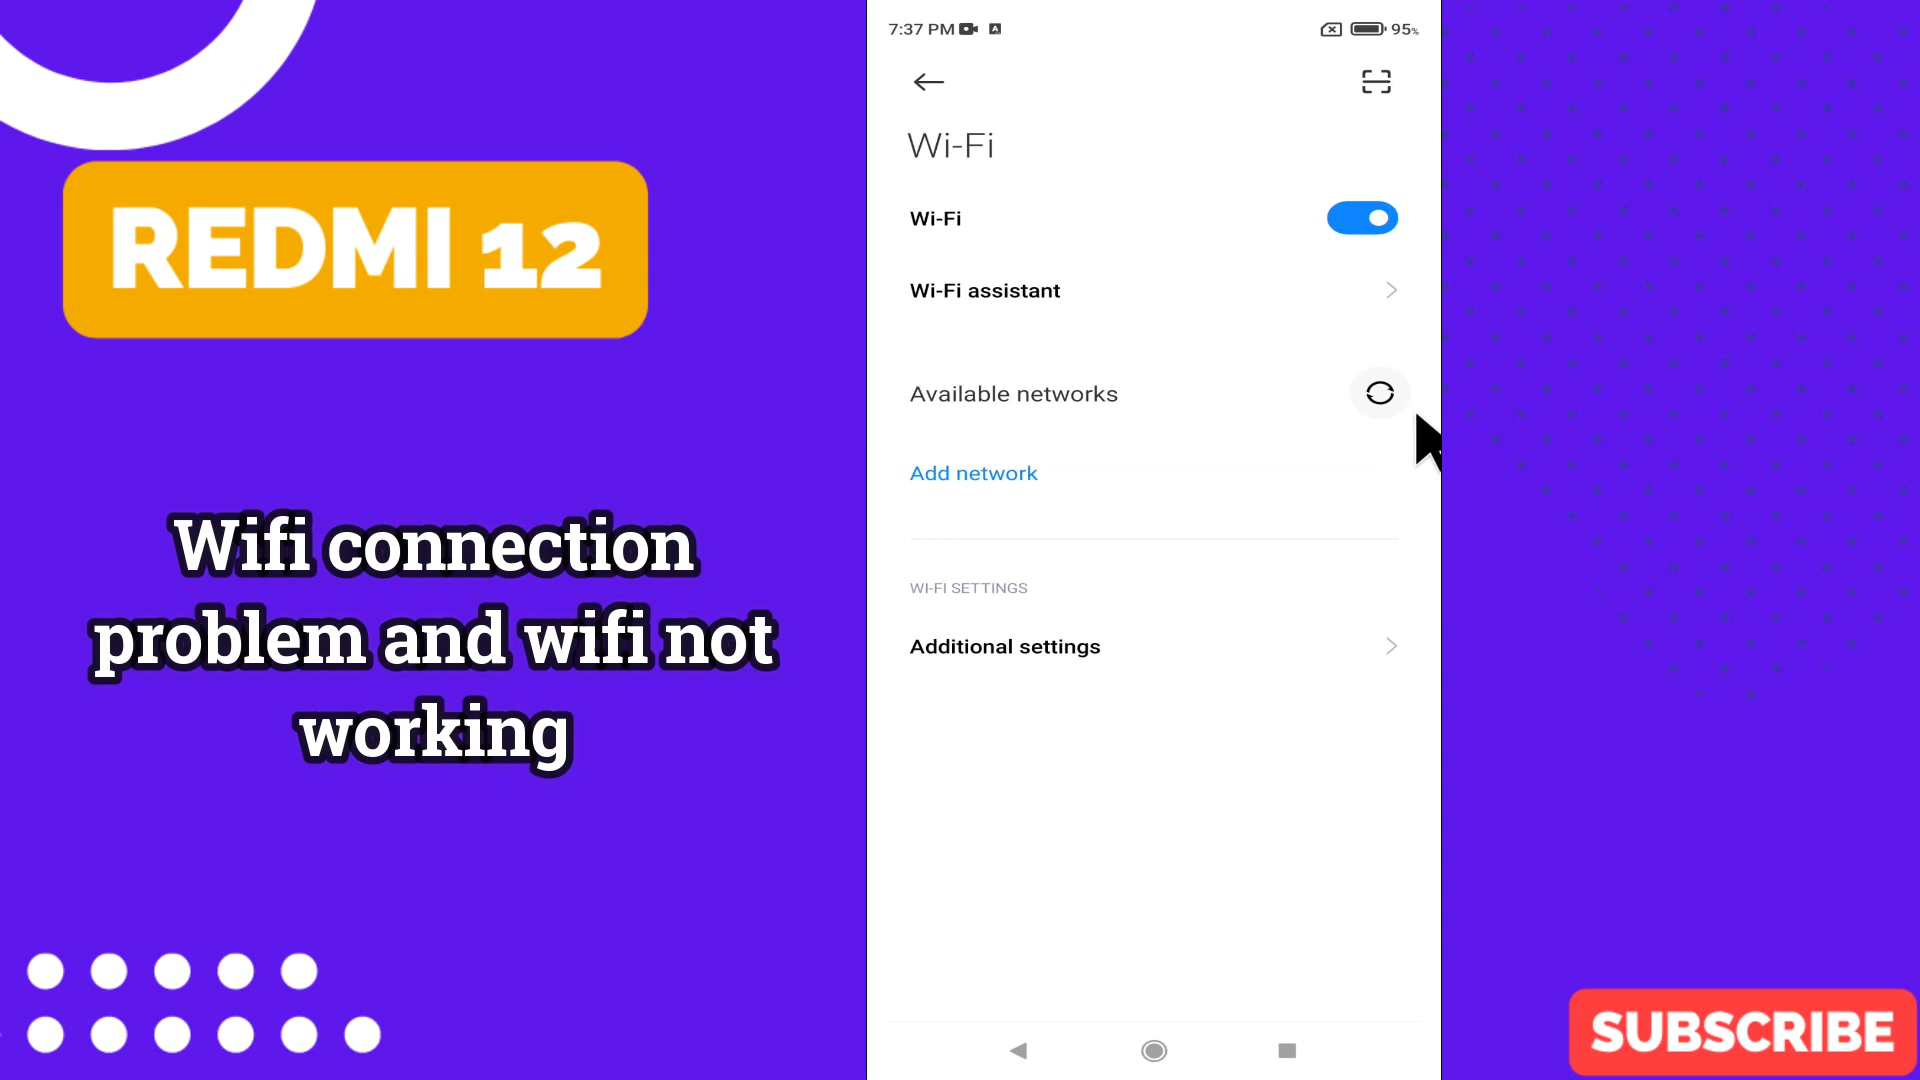 REDMI 12
Wifi connection
problem and wifi not
working
7:37 PM
95%
Wi-Fi
Wi-Fi
Wi-Fi assistant
Available networks
Add network
WI-FI SETTINGS
Additional settings
SUBSCRIBE